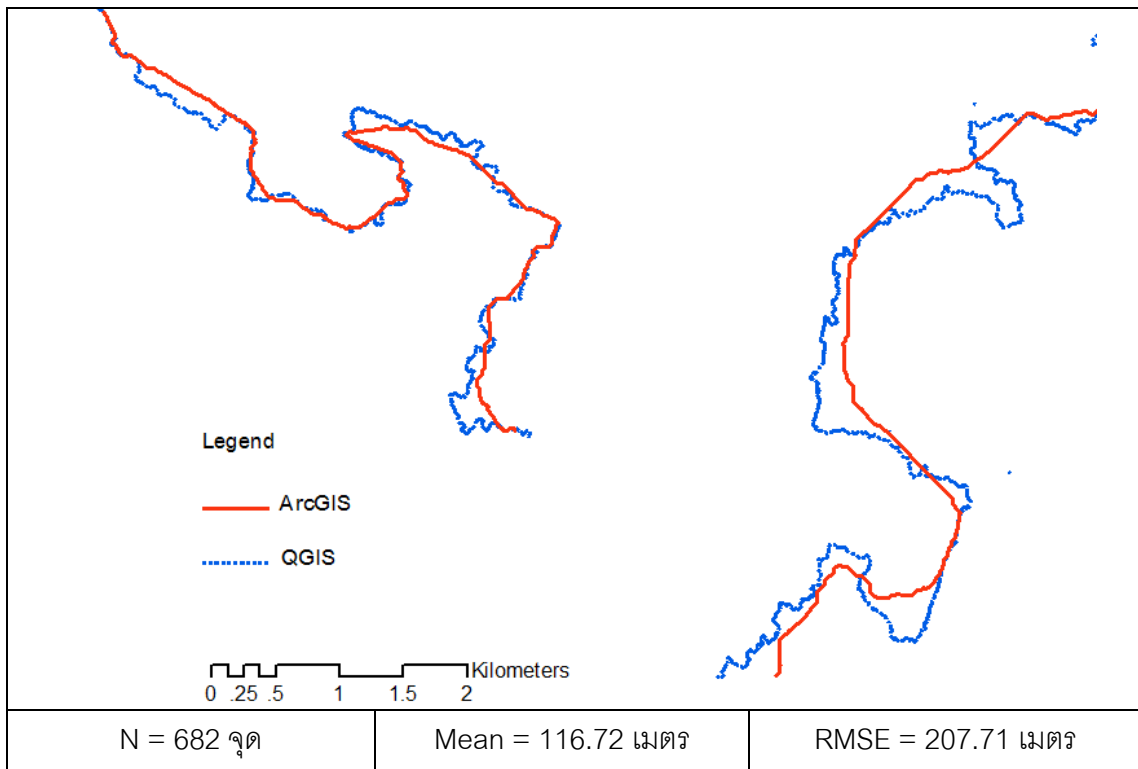 Legend
ArcGIS
QGIS
Kilometers
0 .25 .5 1 1.5 2
N = 682 จุด
Mean = 116.72 เมตร
RMSE = 207.71 เมตร